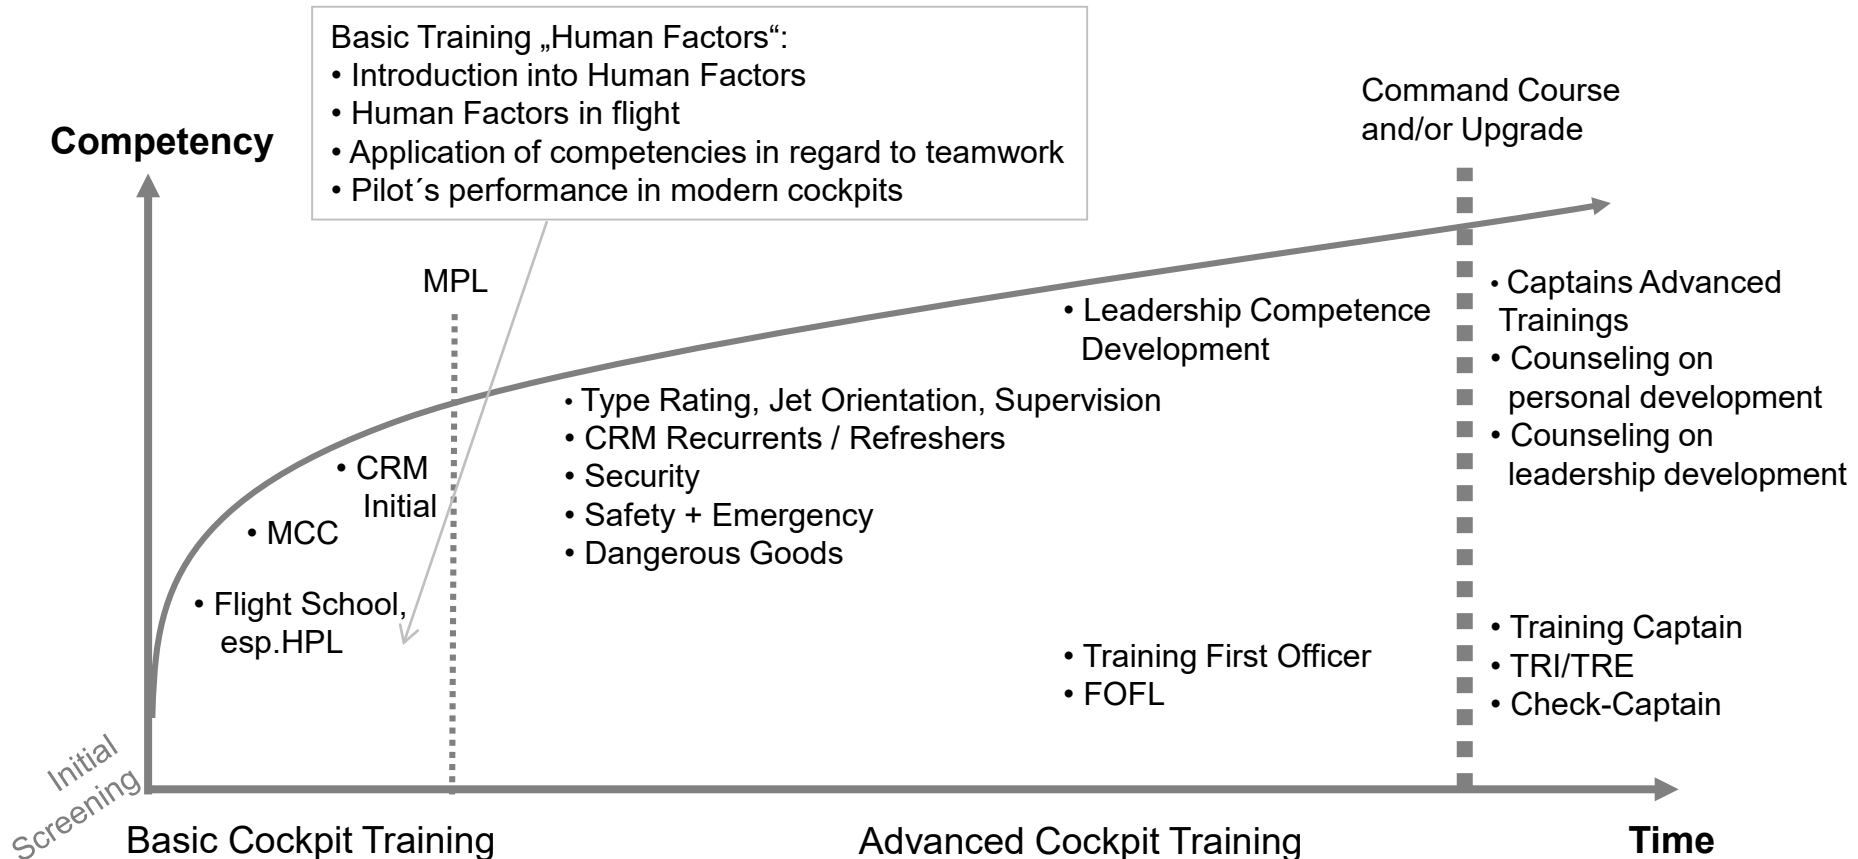 Basic Training „Human Factors“:
• Introduction into Human Factors
• Human Factors in flight
• Application of competencies in regard to teamwork
• Pilot´s performance in modern cockpits
Command Course
and/or Upgrade
Competency
MPL
• Leadership Competence
Development
• Captains Advanced
Trainings
• Counseling on
personal development
• Counseling on
leadership development
• Type Rating, Jet Orientation, Supervision
• CRM Recurrents / Refreshers
• Security
• Safety + Emergency
• Dangerous Goods
• CRM
Initial
• MCC
• Flight School,
esp.HPL
• Training First Officer
• FOFL
• Training Captain
• TRI/TRE
• Check-Captain
Initial
Screening
Basic Cockpit Training
Advanced Cockpit Training
Time